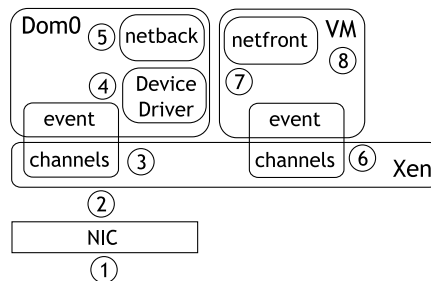 Dom0
5
netback
netfront
VM
8
4
Device
Driver
7
event
event
channels
3
channels
6
Xen
2
NIC
1